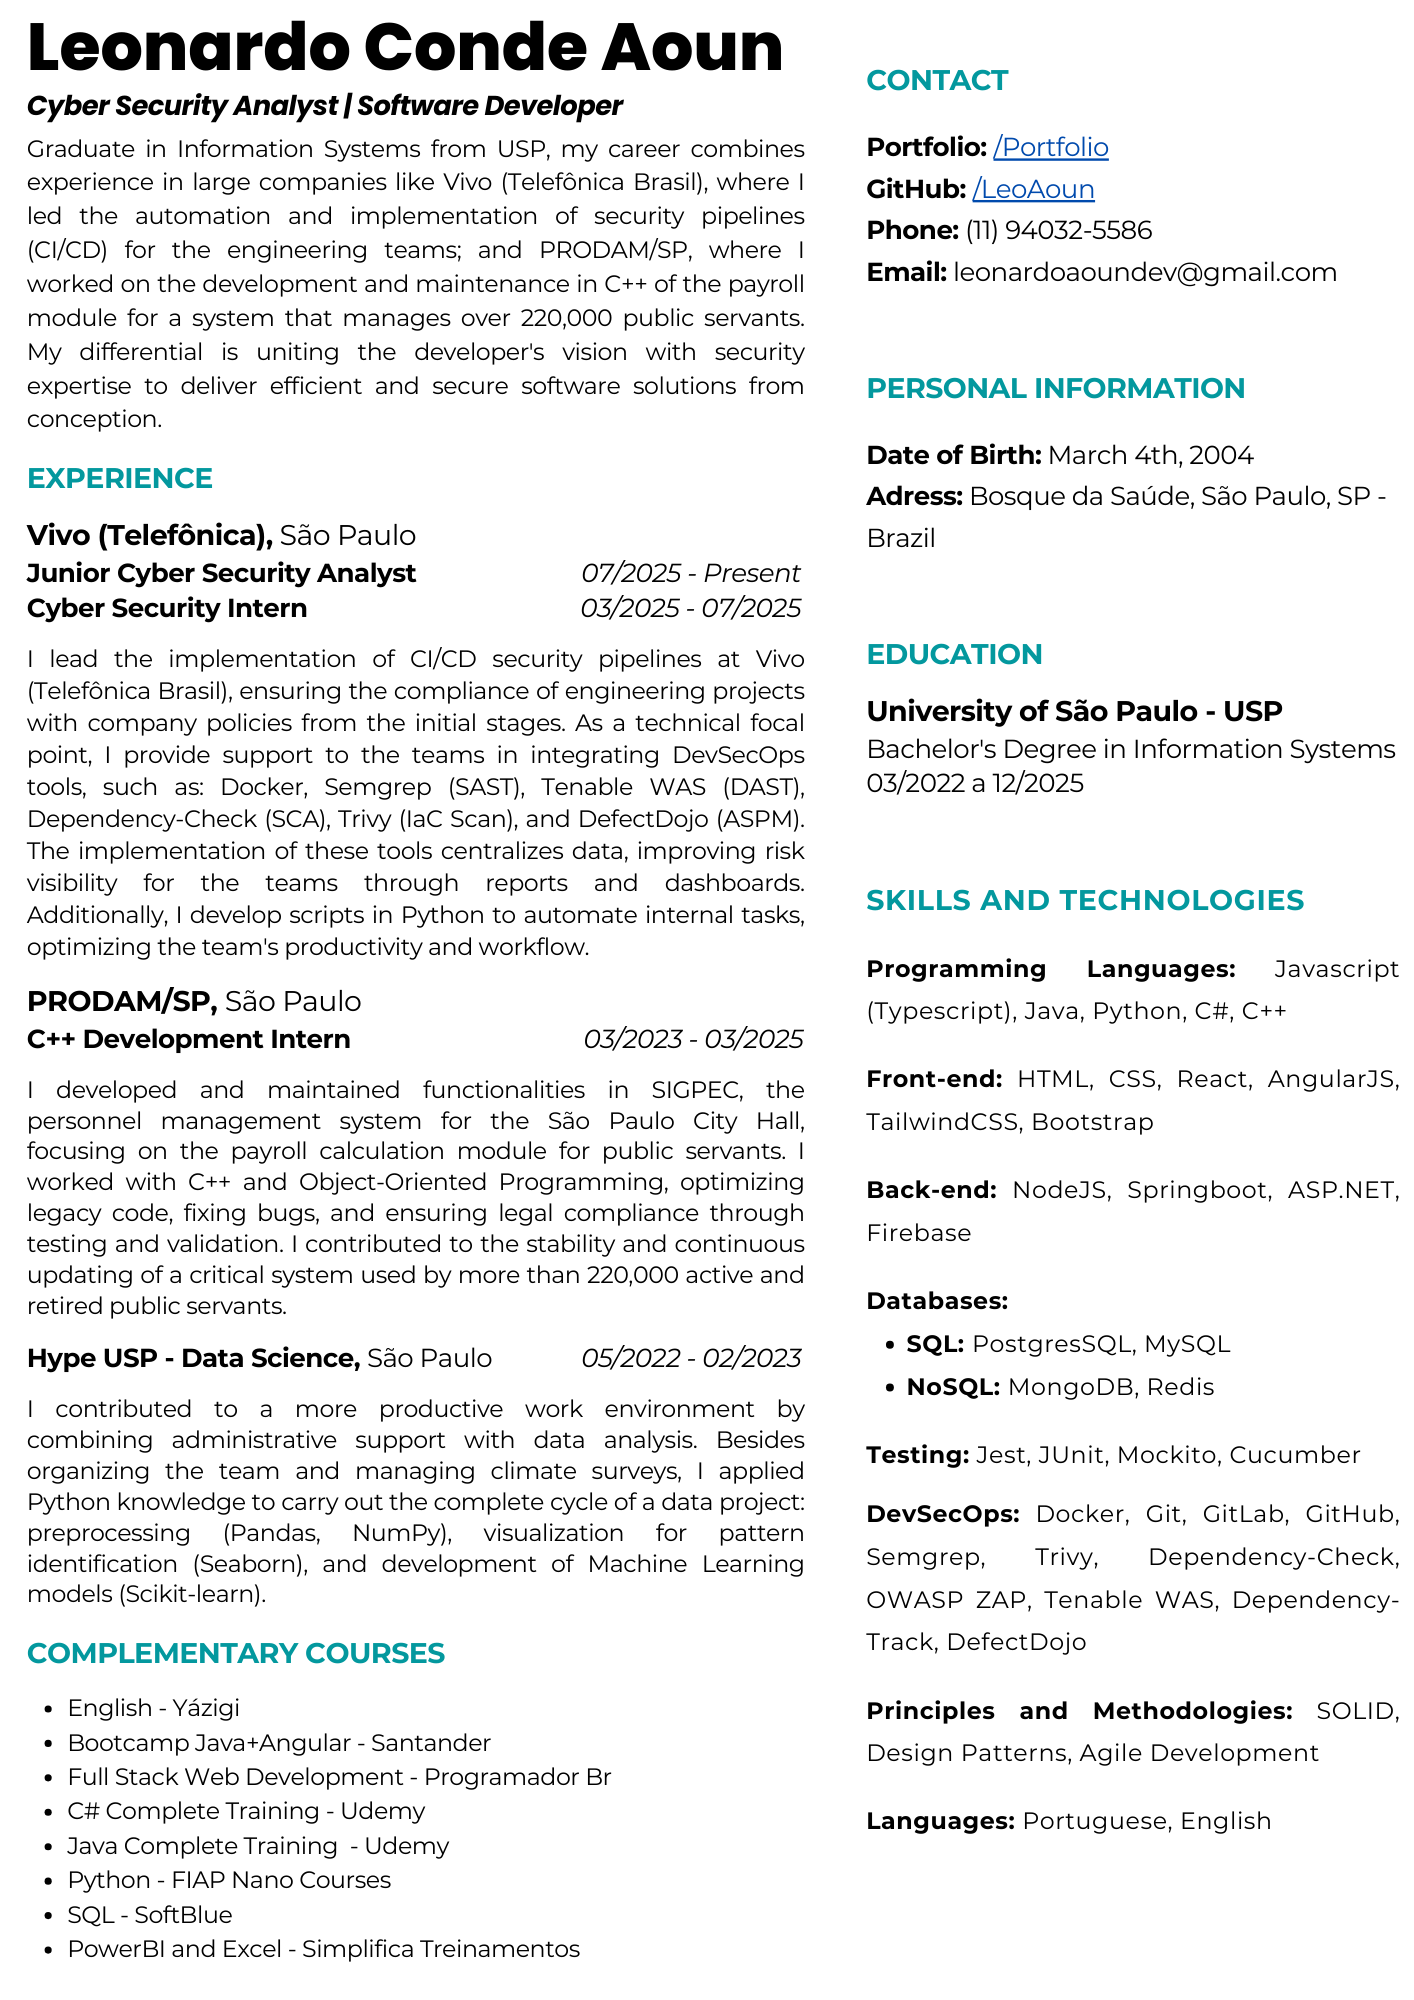 Leonardo Conde Aoun
Cyber Security Analyst | Software Developer
Graduate in Information Systems from USP, my career combines
experience in large companies like Vivo (Telefônica Brasil), where I
led the automation and implementation of security pipelines
(CI/CD) for the engineering teams; and PRODAM/SP, where I
worked on the development and maintenance in C++ of the payroll
module for a system that manages over 220,000 public servants.
My differential is uniting the developer's vision with security
expertise to deliver efficient and secure software solutions from
conception.
EXPERIENCE
Vivo (Telefônica), São Paulo
Junior Cyber Security Analyst 07/2025 - Present
Cyber Security Intern 03/2025 - 07/2025
I lead the implementation of CI/CD security pipelines at Vivo
(Telefônica Brasil), ensuring the compliance of engineering projects
with company policies from the initial stages. As a technical focal
point, I provide support to the teams in integrating DevSecOps
tools, such as: Docker, Semgrep (SAST), Tenable WAS (DAST),
Dependency-Check (SCA), Trivy (IaC Scan), and DefectDojo (ASPM).
The implementation of these tools centralizes data, improving risk
visibility for the teams through reports and dashboards.
Additionally, I develop scripts in Python to automate internal tasks,
optimizing the team's productivity and workflow.
PRODAM/SP, São Paulo
C++ Development Intern 03/2023 - 03/2025
I developed and maintained functionalities in SIGPEC, the
personnel management system for the São Paulo City Hall,
focusing on the payroll calculation module for public servants. I
worked with C++ and Object-Oriented Programming, optimizing
legacy code, fixing bugs, and ensuring legal compliance through
testing and validation. I contributed to the stability and continuous
updating of a critical system used by more than 220,000 active and
retired public servants.
Hype USP - Data Science, São Paulo 05/2022 - 02/2023
I contributed to a more productive work environment by
combining administrative support with data analysis. Besides
organizing the team and managing climate surveys, I applied
Python knowledge to carry out the complete cycle of a data project:
preprocessing (Pandas, NumPy), visualization for pattern
identification (Seaborn), and development of Machine Learning
models (Scikit-learn).
COMPLEMENTARY COURSES
• English - Yázigi
• Bootcamp Java+Angular - Santander
• Full Stack Web Development - Programador Br
• C# Complete Training - Udemy
• Java Complete Training - Udemy
• Python - FIAP Nano Courses
• SQL - SoftBlue
• PowerBI and Excel - Simplifica Treinamentos
CONTACT
Portfolio: /Portfolio
GitHub: /LeoAoun
Phone: (11) 94032-5586
Email: leonardoaoundev@gmail.com
PERSONAL INFORMATION
Date of Birth: March 4th, 2004
Adress: Bosque da Saúde, São Paulo, SP -
Brazil
EDUCATION
University of São Paulo - USP
Bachelor's Degree in Information Systems
03/2022 a 12/2025
SKILLS AND TECHNOLOGIES
Programming Languages: Javascript
(Typescript), Java, Python, C#, C++
Front-end: HTML, CSS, React, AngularJS,
TailwindCSS, Bootstrap
Back-end: NodeJS, Springboot, ASP.NET,
Firebase
Databases:
• SQL: PostgresSQL, MySQL
• NoSQL: MongoDB, Redis
Testing: Jest, JUnit, Mockito, Cucumber
DevSecOps: Docker, Git, GitLab, GitHub,
Semgrep, Trivy, Dependency-Check,
OWASP ZAP, Tenable WAS, Dependency-
Track, DefectDojo
Principles and Methodologies: SOLID,
Design Patterns, Agile Development
Languages: Portuguese, English